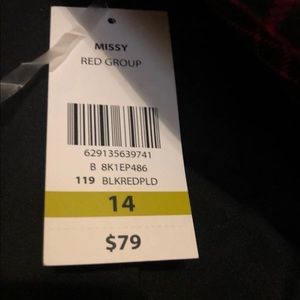 MISSY
RED GROUP
629135639741
B 8K1EP486
119 BLKREDPLD
14
$79